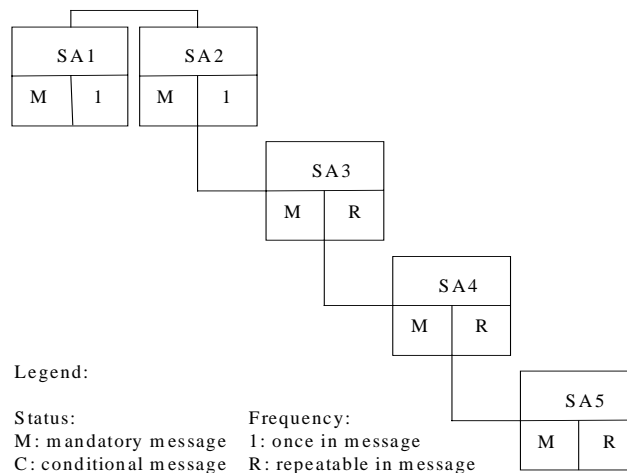 SA1 SA2
M 1 M 1
SA3
M R
SA4
M R
Legend:
SA5
Status: Frequency:
M: mandatory message 1: once in message
M R
C: conditional message R: repeatable in message